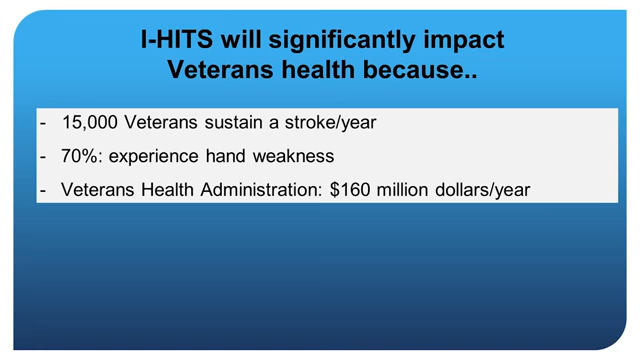 I-HITS will significantly impact
Veterans health because..
- 15,000 Veterans sustain a stroke/year
- 70%: experience hand weakness
- Veterans Health Administration: $160 million dollars/year